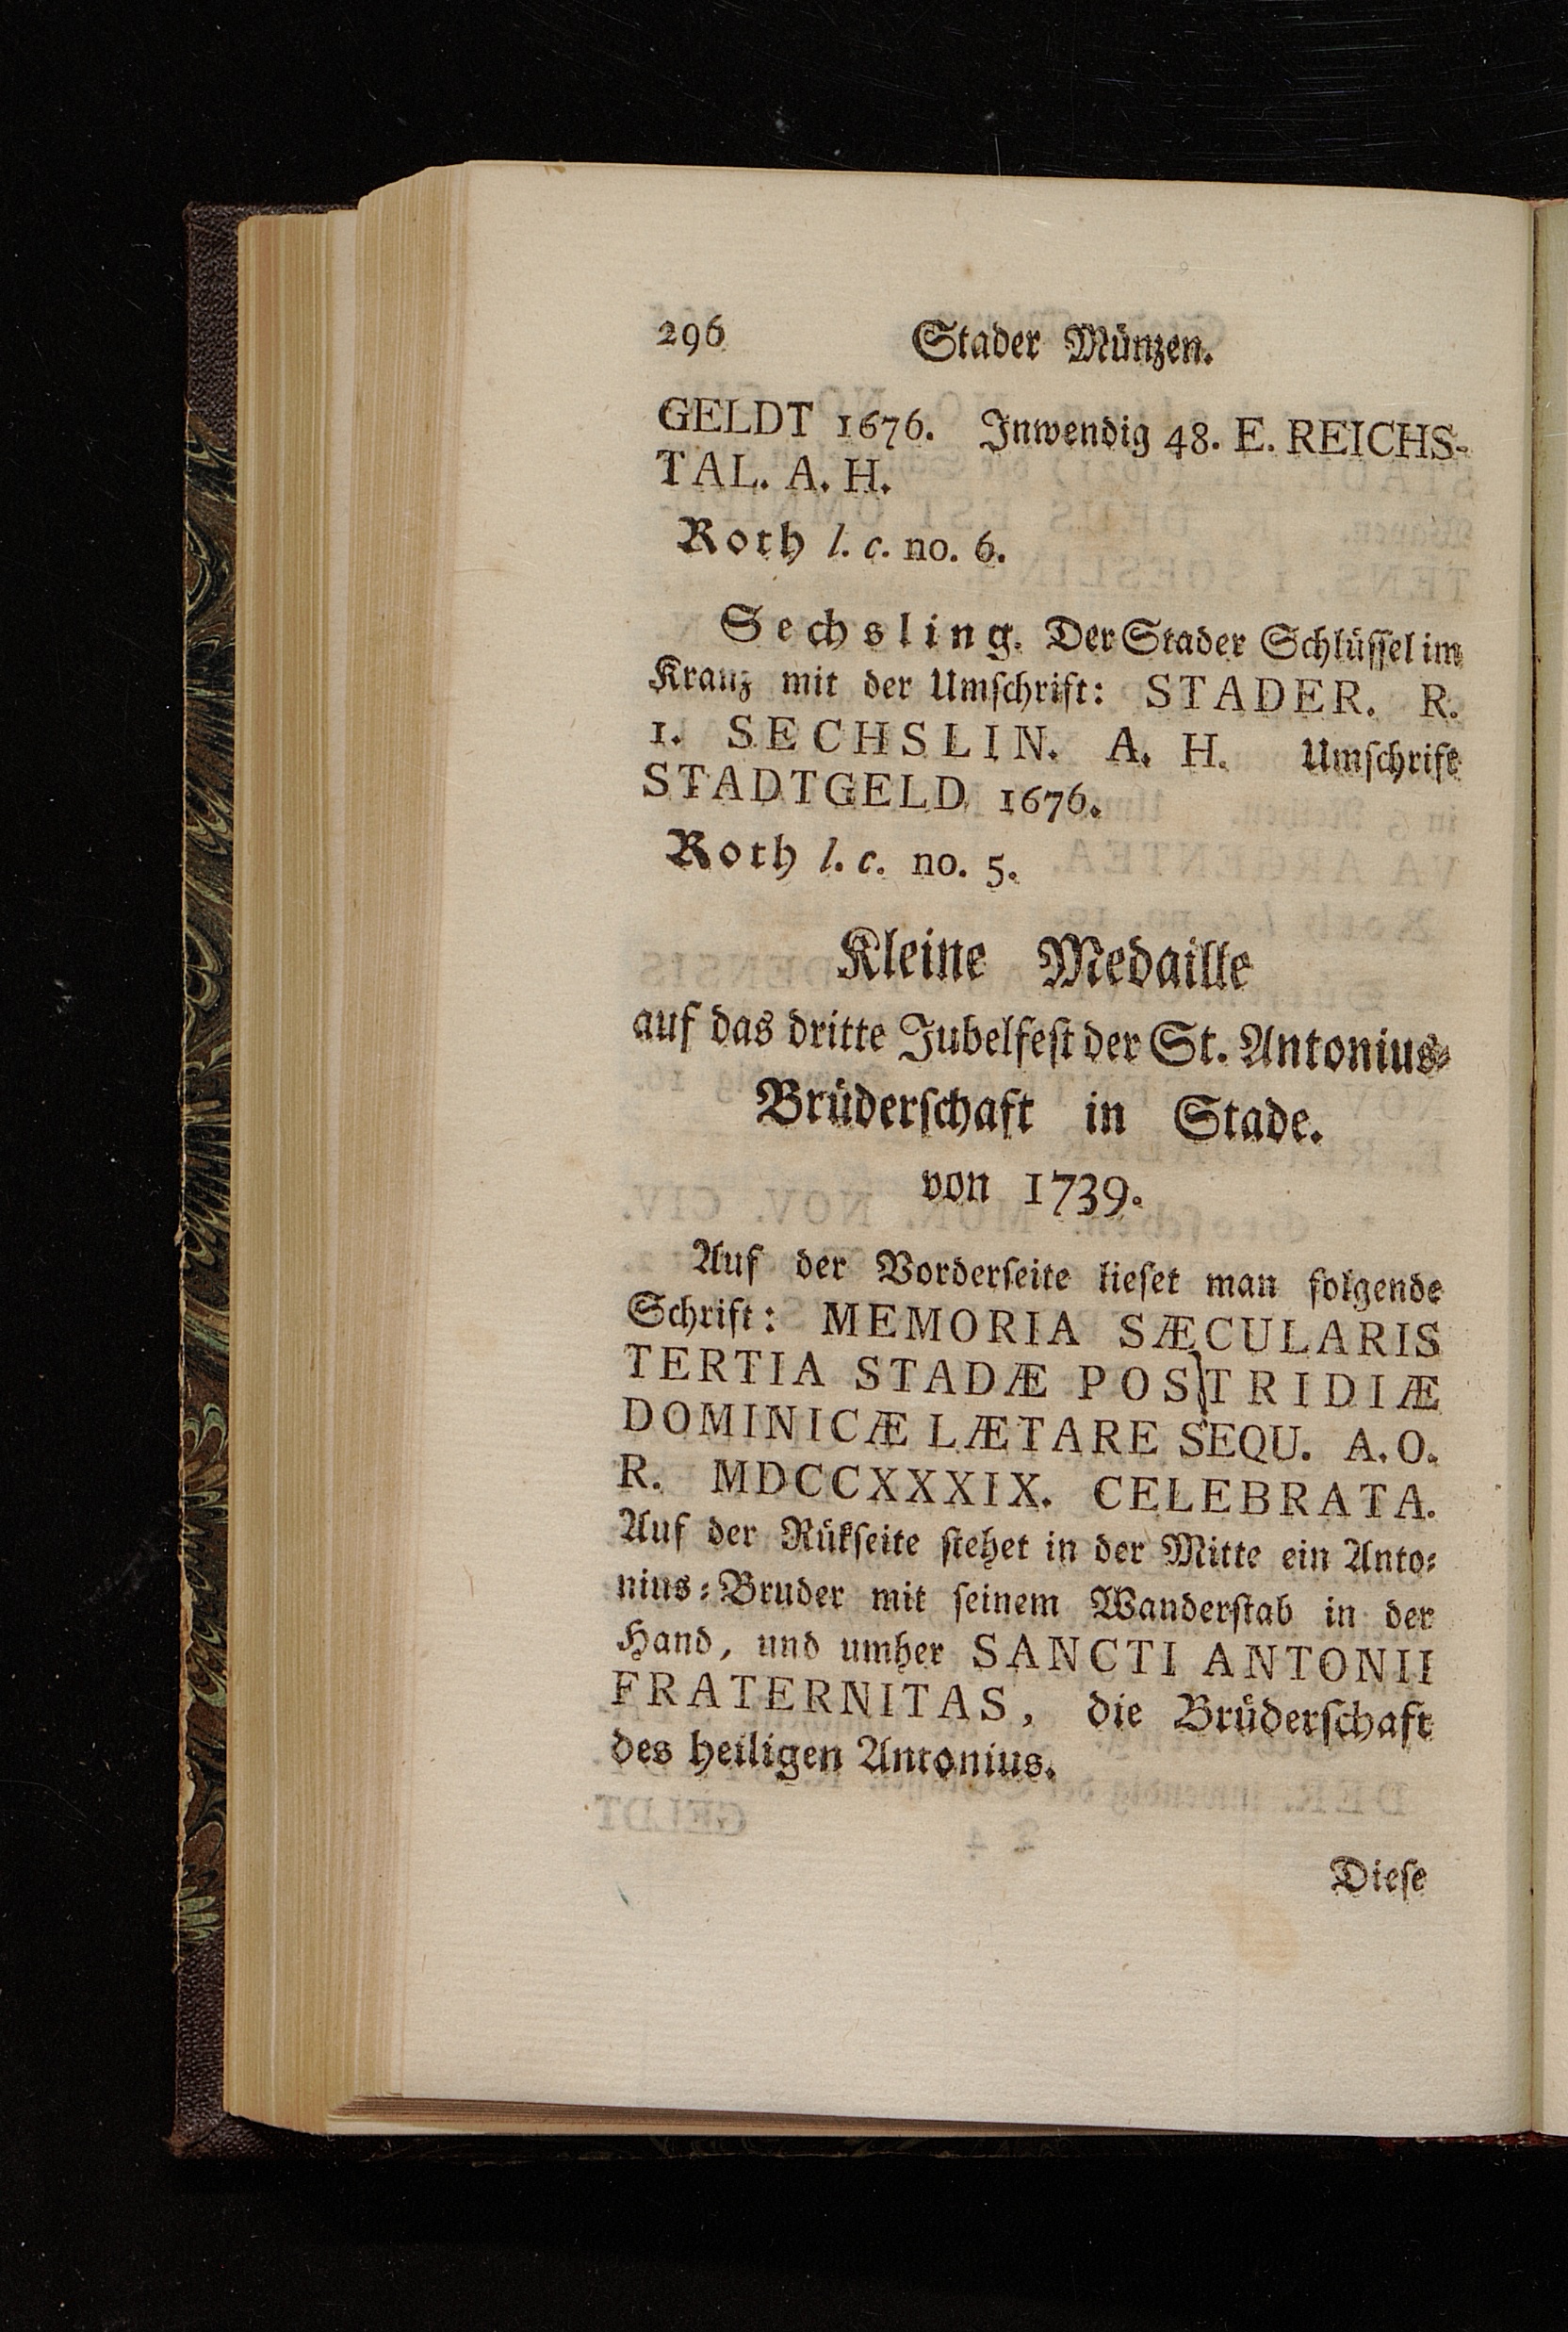 296 Stader Münzen.
GELDT 1676. Inwendig 48. E. REICHS-
TAL. A. H.
Roth l. c. no. 6.
Sechsling. Der Stader Schlüſſel im
Kranz mit der Umſchrift: STADER. R.
1. SECHSLIN. A. H. Umſchrift
STADTGELD 1676.
Roth l. c. no. 5.
Kleine Medaille
auf das dritte Jubelfeſt der St. Antonius-
Brüderſchaft in Stade.
von 1739.
Auf der Vorderſeite lieſet man folgende
Schrift: MEMORIA SÆCULARIS
TERTIA STADÆ POSTRIDIÆ
DOMINICÆ LÆTARE SEQU. A. O.
R. MDCCXXXIX. CELEBRATA.
Auf der Rükſeite ſtehet in der Mitte ein Anto-
nius-Bruder mit ſeinem Wanderſtab in der
Hand, und umher SANCTI ANTONII
FRATERNITAS, die Brüderſchaft
des heiligen Antonius.
Dieſe